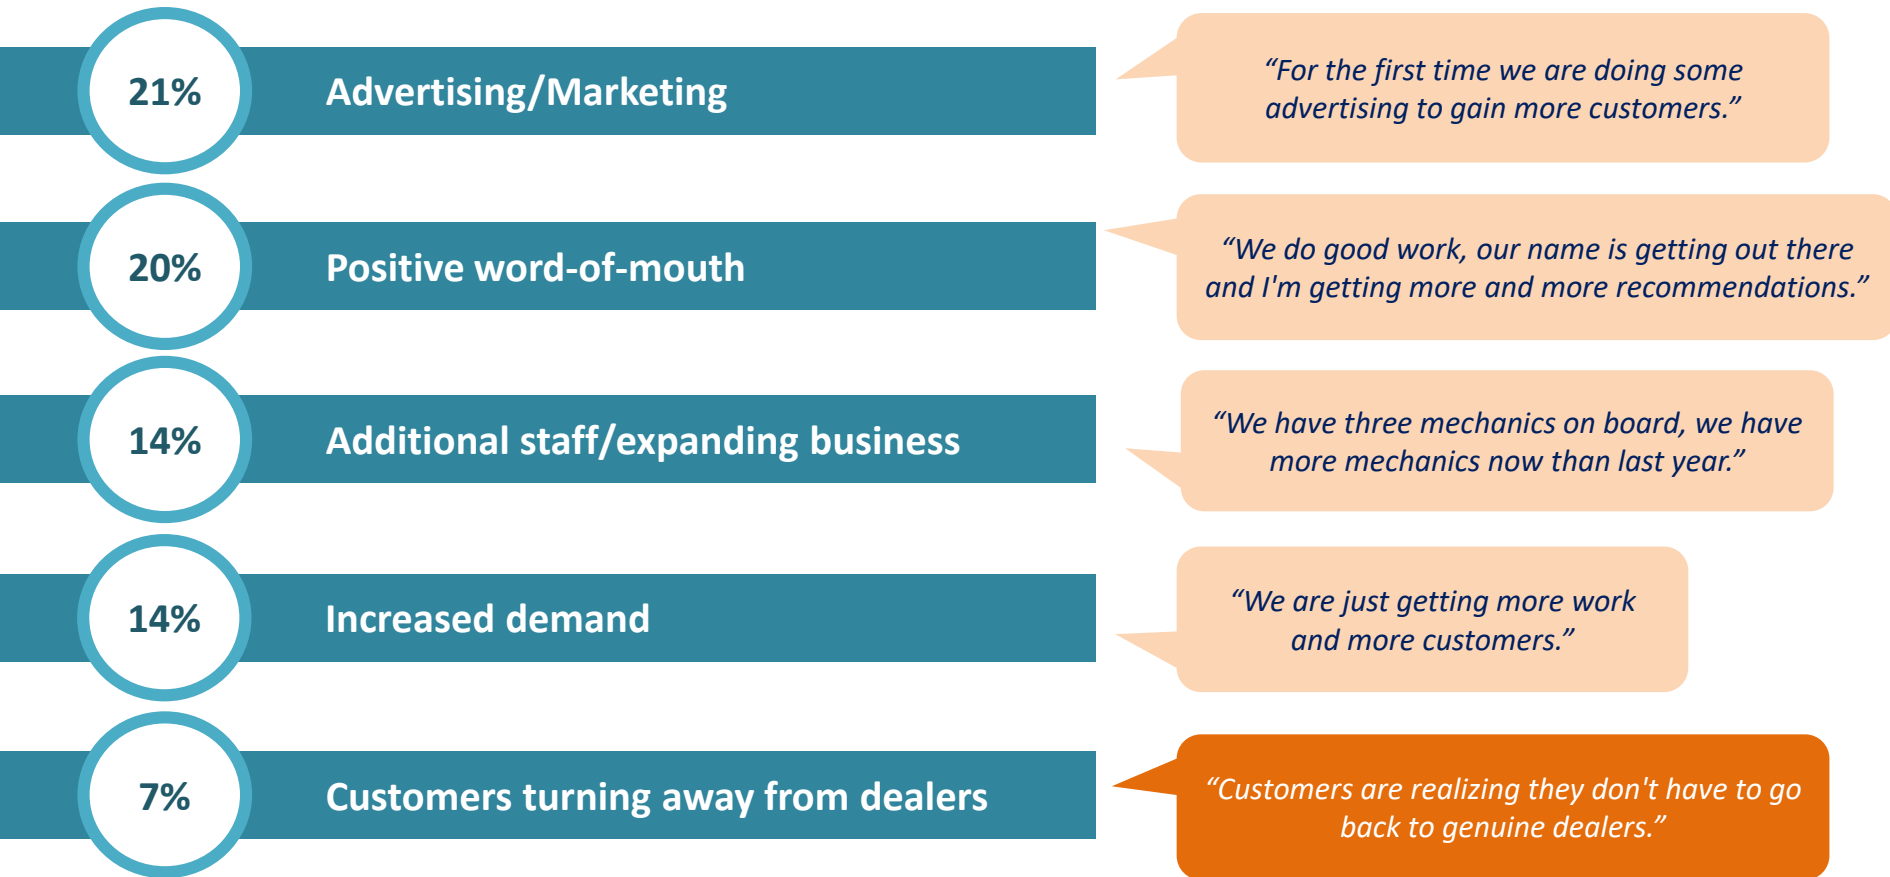 21%
Advertising/Marketing
“For the first time we are doing some
advertising to gain more customers.”
20%
Positive word-of-mouth
“We do good work, our name is getting out there
and I'm getting more and more recommendations.”
14%
Additional staff/expanding business
“We have three mechanics on board, we have
more mechanics now than last year.”
14%
Increased demand
“We are just getting more work
and more customers.”
7%
Customers turning away from dealers
“Customers are realizing they don't have to go
back to genuine dealers.”